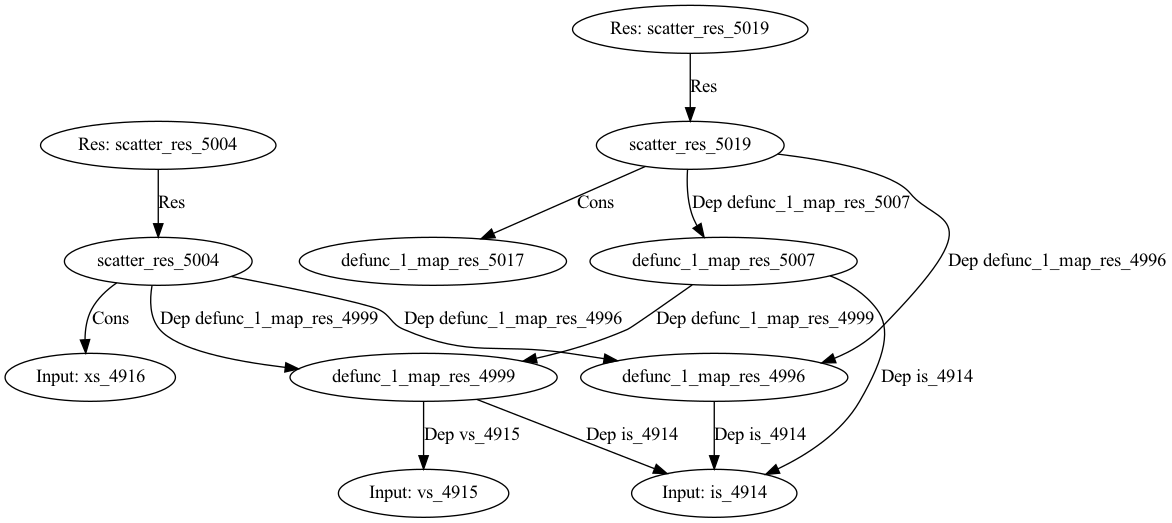 Res: scatter_res_5019
Res
Res: scatter_res_5004
scatter_res_5019
Res
Cons
Dep defunc_1_map_res_5007
scatter_res_5004
defunc_1_map_res_5017
defunc_1_map_res_5007
Dep defunc_1_map_res_4996
Cons
Dep defunc_1_map_res_4999
Dep defunc_1_map_res_4996
Dep defunc_1_map_res_4999
Input: xs_4916
defunc_1_map_res_4999
defunc_1_map_res_4996
Dep is_4914
Dep vs_4915
Dep is_4914
Dep is_4914
Input: vs_4915
Input: is_4914